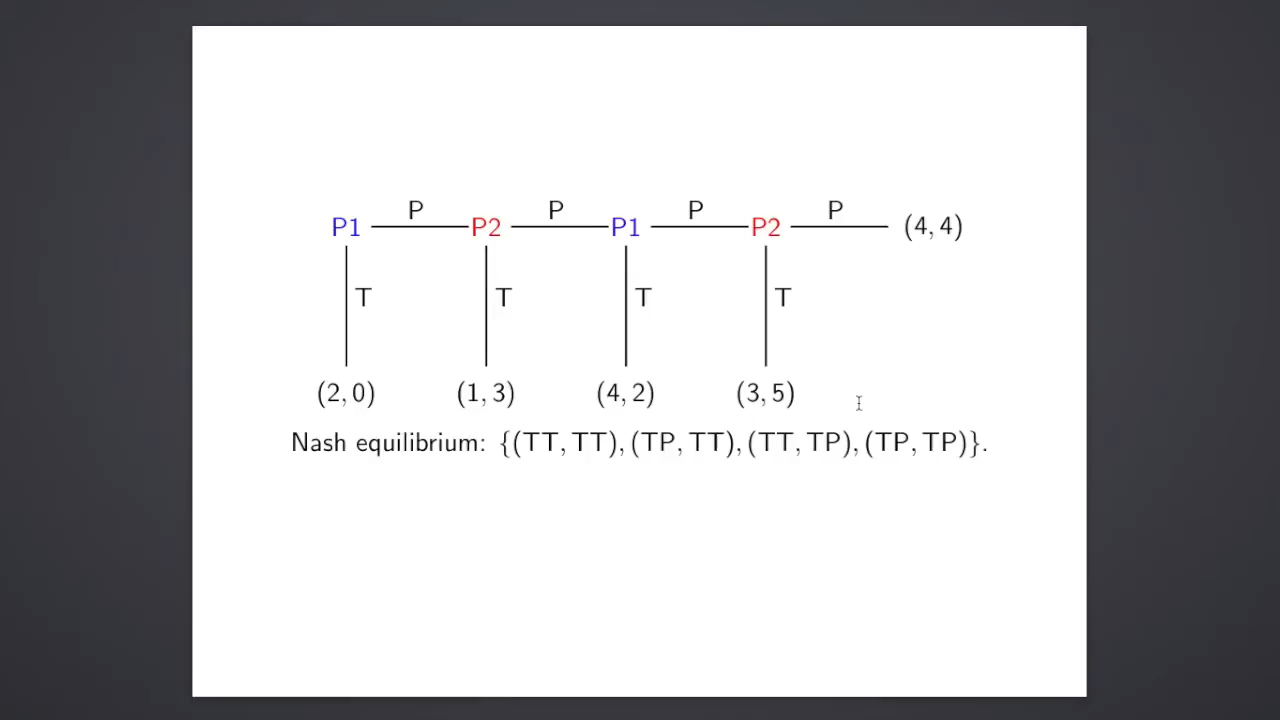 P P P P
P1 P2 P1 P2 (4, 4)
T T T T
(2, 0) (1, 3) (4, 2) (3, 5)
Nash equilibrium: {(TT, TT), (TP, TT), (TT, TP), (TP, TP)}.